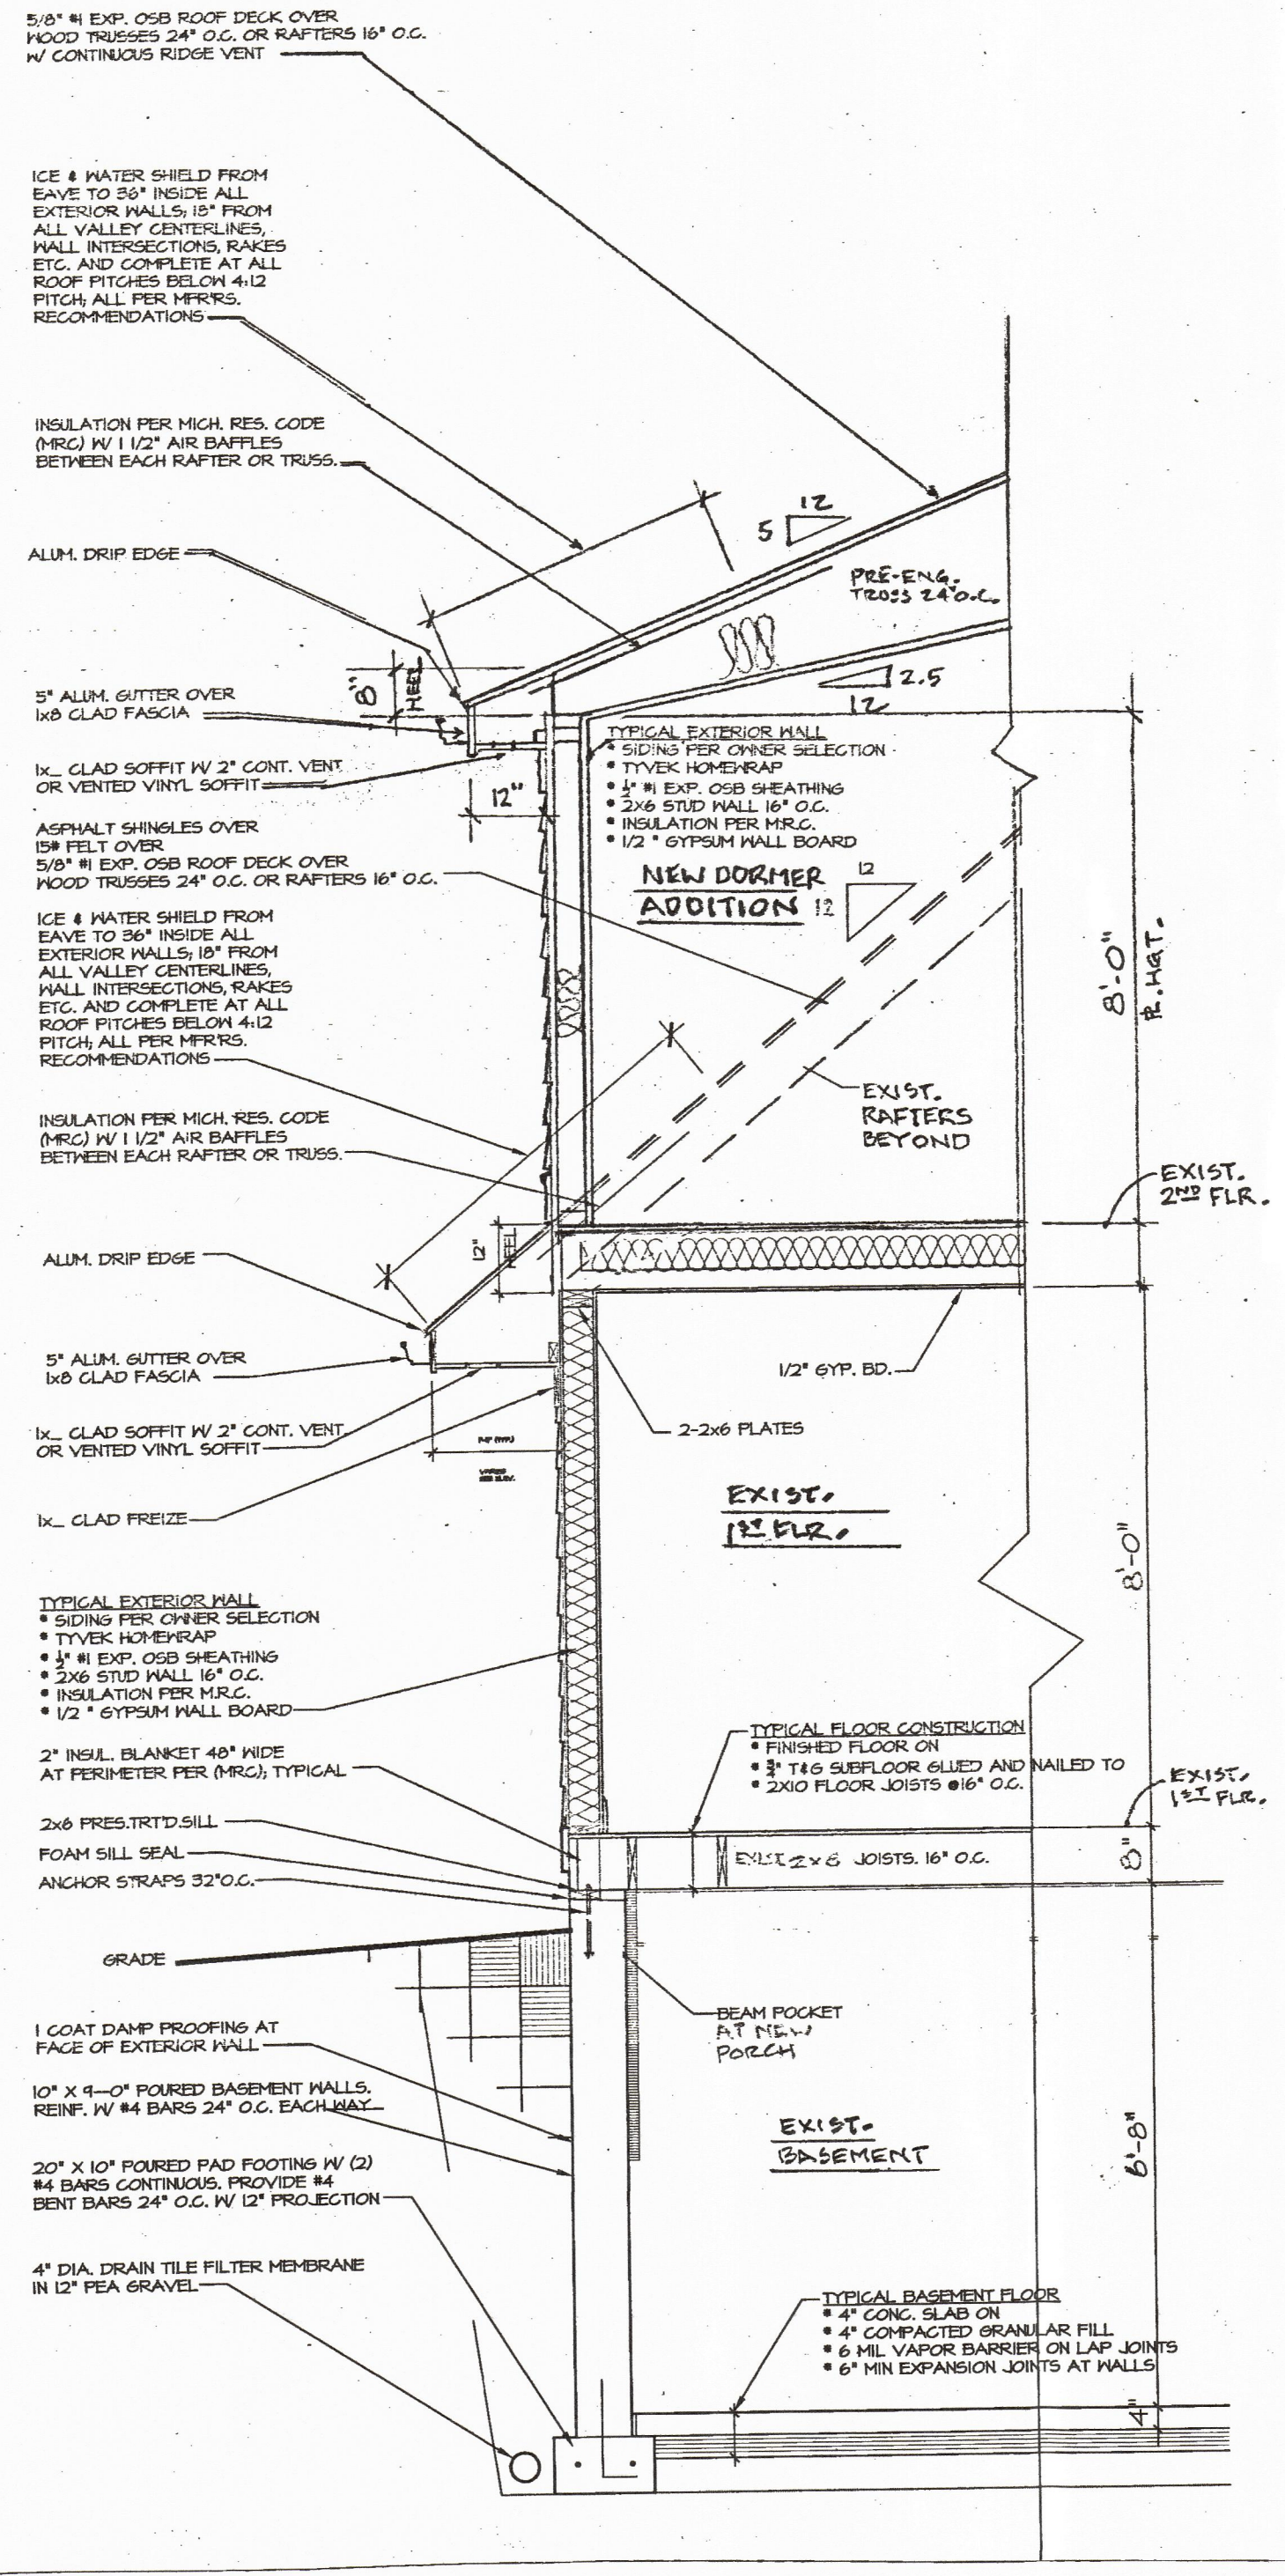 5/8" #1 EXP. OSB ROOF DECK OVER
WOOD TRUSSES 24" O.C. OR RAFTERS 16" O.C.
W/ CONTINUOUS RIDGE VENT
ICE & WATER SHIELD FROM
EAVE TO 36" INSIDE ALL
EXTERIOR WALLS; 18" FROM
ALL VALLEY CENTERLINES,
WALL INTERSECTIONS, RAKES
ETC. AND COMPLETE AT ALL
ROOF PITCHES BELOW 4:12
PITCH; ALL PER MFR'RS.
RECOMMENDATIONS
INSULATION PER MICH. RES. CODE
(MRC) W/ 1 1/2" AIR BAFFLES
BETWEEN EACH RAFTER OR TRUSS.
12
5
ALUM. DRIP EDGE
PRE-ENG.
TRUSS 24"O.C.
8"
HEEL
2.5
12
5" ALUM. GUTTER OVER
1x8 CLAD FASCIA
1x_ CLAD SOFFIT W/ 2" CONT. VENT
OR VENTED VINYL SOFFIT
12"
TYPICAL EXTERIOR WALL
• SIDING PER OWNER SELECTION
• TYVEK HOMEWRAP
• ½" #1 EXP. OSB SHEATHING
• 2X6 STUD WALL 16" O.C.
• INSULATION PER M.R.C.
• 1/2 " GYPSUM WALL BOARD
ASPHALT SHINGLES OVER
15# FELT OVER
5/8" #1 EXP. OSB ROOF DECK OVER
WOOD TRUSSES 24" O.C. OR RAFTERS 16" O.C.
NEW DORMER
ADDITION
12
12
ICE & WATER SHIELD FROM
EAVE TO 36" INSIDE ALL
EXTERIOR WALLS; 18" FROM
ALL VALLEY CENTERLINES,
WALL INTERSECTIONS, RAKES
ETC. AND COMPLETE AT ALL
ROOF PITCHES BELOW 4:12
PITCH; ALL PER MFR'RS.
RECOMMENDATIONS
8'-0"
PL. HGT.
EXIST.
RAFTERS
BEYOND
INSULATION PER MICH. RES. CODE
(MRC) W/ 1 1/2" AIR BAFFLES
BETWEEN EACH RAFTER OR TRUSS.
EXIST.
2ND FLR.
12"
HEEL
ALUM. DRIP EDGE
5" ALUM. GUTTER OVER
1x8 CLAD FASCIA
1/2" GYP. BD.
1x_ CLAD SOFFIT W/ 2" CONT. VENT
OR VENTED VINYL SOFFIT
2-2x6 PLATES
1x_ CLAD FREIZE
EXIST.
1ST FLR.
8'-0"
TYPICAL EXTERIOR WALL
• SIDING PER OWNER SELECTION
• TYVEK HOMEWRAP
• ½" #1 EXP. OSB SHEATHING
• 2X6 STUD WALL 16" O.C.
• INSULATION PER M.R.C.
• 1/2 " GYPSUM WALL BOARD
TYPICAL FLOOR CONSTRUCTION
• FINISHED FLOOR ON
• ¾" T&G SUBFLOOR GLUED AND NAILED TO
• 2X10 FLOOR JOISTS @16" O.C.
EXIST.
1ST FLR.
2" INSUL. BLANKET 48" WIDE
AT PERIMETER PER (MRC); TYPICAL
2x6 PRES.TRT'D.SILL
FOAM SILL SEAL
ANCHOR STRAPS 32"O.C.
EXIST 2x8 JOISTS. 16" O.C.
8"
GRADE
BEAM POCKET
AT NEW
PORCH
1 COAT DAMP PROOFING AT
FACE OF EXTERIOR WALL
10" X 9--0" POURED BASEMENT WALLS.
REINF. W/ #4 BARS 24" O.C. EACH WAY
EXIST.
BASEMENT
6'-8"
20" X 10" POURED PAD FOOTING W/ (2)
#4 BARS CONTINUOUS. PROVIDE #4
BENT BARS 24" O.C. W/ 12" PROJECTION
4" DIA. DRAIN TILE FILTER MEMBRANE
IN 12" PEA GRAVEL
TYPICAL BASEMENT FLOOR
• 4" CONC. SLAB ON
• 4" COMPACTED GRANULAR FILL
• 6 MIL VAPOR BARRIER ON LAP JOINTS
• 6" MIN EXPANSION JOINTS AT WALLS
4"